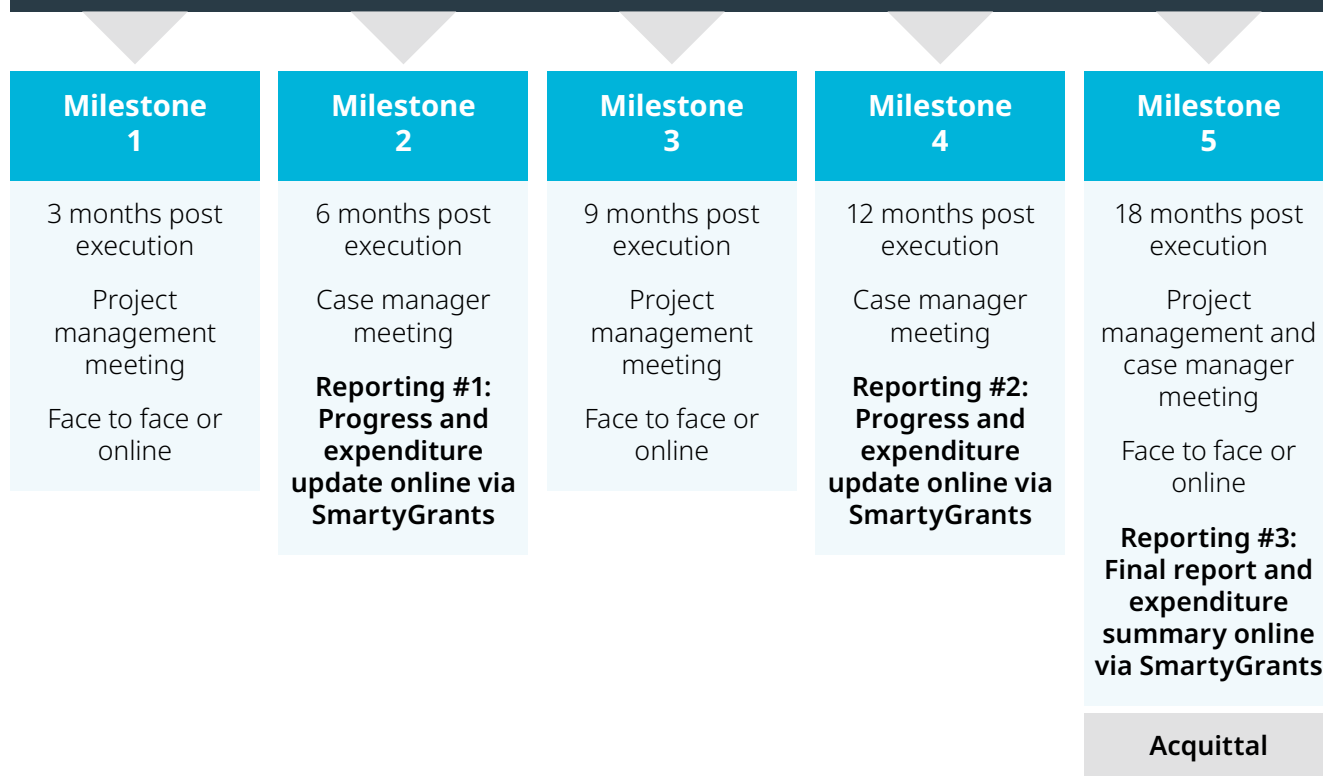 Milestone
1
3 months post
execution
Project
management
meeting
Face to face or
online
Milestone
2
6 months post
execution
Case manager
meeting
Reporting #1:
Progress and
expenditure
update online via
SmartyGrants
Milestone
3
9 months post
execution
Project
management
meeting
Face to face or
online
Milestone
4
12 months post
execution
Case manager
meeting
Reporting #2:
Progress and
expenditure
update online via
SmartyGrants
Milestone
5
18 months post
execution
Project
management and
case manager
meeting
Face to face or
online
Reporting #3:
Final report and
expenditure
summary online
via SmartyGrants
Acquittal